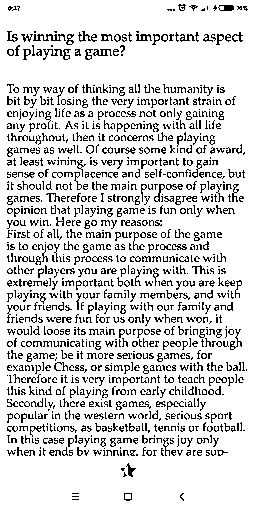 0:27
76%
Is winning the most important aspect
of playing a game?
To my way of thinking all the humanity is
bit by bit losing the very important strain of
enjoying life as a process not only gaining
any profit. As it is happening with all life
throughout, then it concerns the playing
games as well. Of course some kind of award,
at least wining, is very important to gain
sense of complacence and self-confidence, but
it should not be the main purpose of playing
games. Therefore I strongly disagree with the
opinion that playing game is fun only when
you win. Here go my reasons:
First of all, the main purpose of the game
is to enjoy the game as the process and
through this process to communicate with
other players you are playing with. This is
extremely important both when you are keep
playing with your family members, and with
your friends. If playing with our family and
friends were fun for us only when won, it
would loose its main purpose of bringing joy
of communicating with other people through
the game; be it more serious games, for
example Chess, or simple games with the ball.
Therefore it is very important to teach people
this kind of playing from early childhood.
Secondly, there exist games, especially
popular in the western world, serious sport
competitions, as basketball, tennis or football.
In this case playing game brings joy only
when it ends by winning, for they are sup-